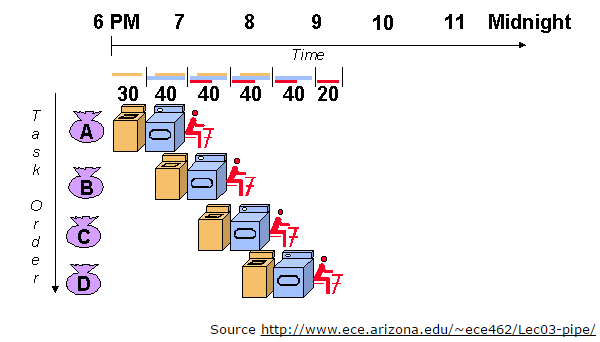 6 PM 7 8 9 10 11 Midnight
Time
30 40 40 40 40 20
Task Order
A
B
C
D
Source http://www.ece.arizona.edu/~ece462/Lec03-pipe/